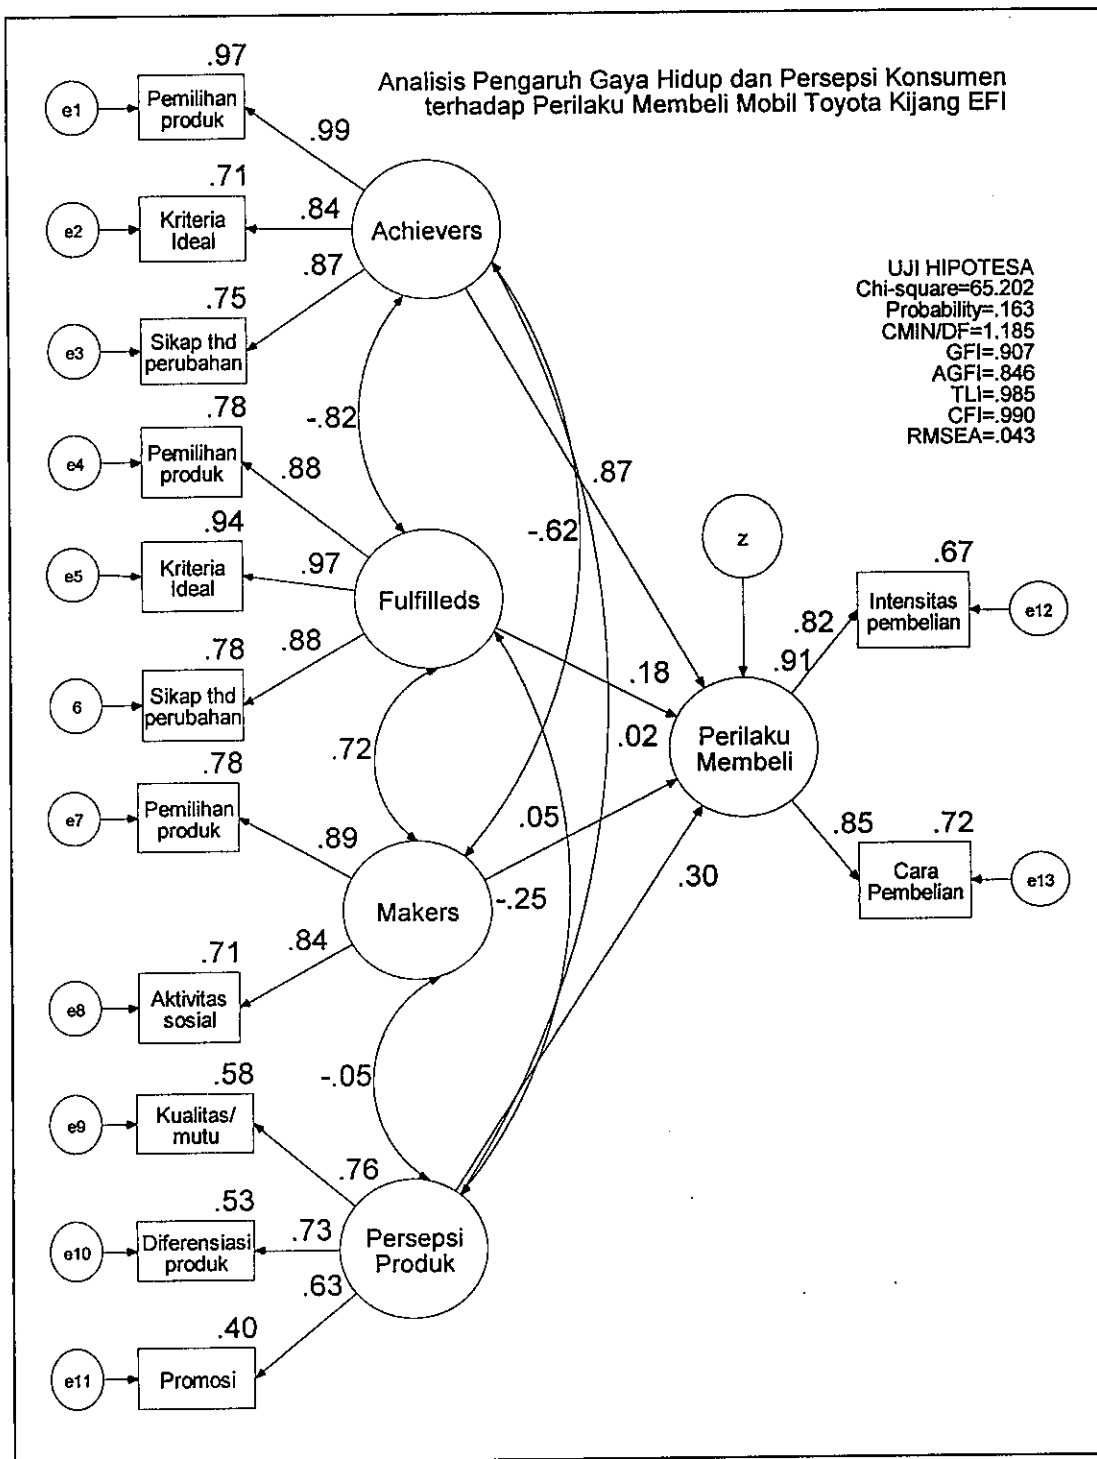 Analisis Pengaruh Gaya Hidup dan Persepsi Konsumen
terhadap Perilaku Membeli Mobil Toyota Kijang EFI
UJI HIPOTESA
Chi-square=65.202
Probability=.163
CMIN/DF=1.185
GFI=.907
AGFI=.846
TLI=.985
CFI=.990
RMSEA=.043
.97
e1
Pemilihan
produk
.99
.71
e2
Kriteria
Ideal
.84
Achievers
.87
.75
e3
Sikap thd
perubahan
-.82
.78
e4
Pemilihan
produk
.88
.87
-.62
.94
e5
Kriteria
Ideal
.97
Fulfilleds
.88
.78
6
Sikap thd
perubahan
.18
z
.67
Intensitas
pembelian
e12
.82
.91
.02
Perilaku
Membeli
.72
.78
e7
Pemilihan
produk
.89
.05
.85
.72
Cara
Pembelian
e13
.30
Makers
-.25
.84
.71
e8
Aktivitas
sosial
-.05
.58
e9
Kualitas/
mutu
.76
.53
e10
Diferensiasi
produk
.73
Persepsi
Produk
.63
.40
e11
Promosi